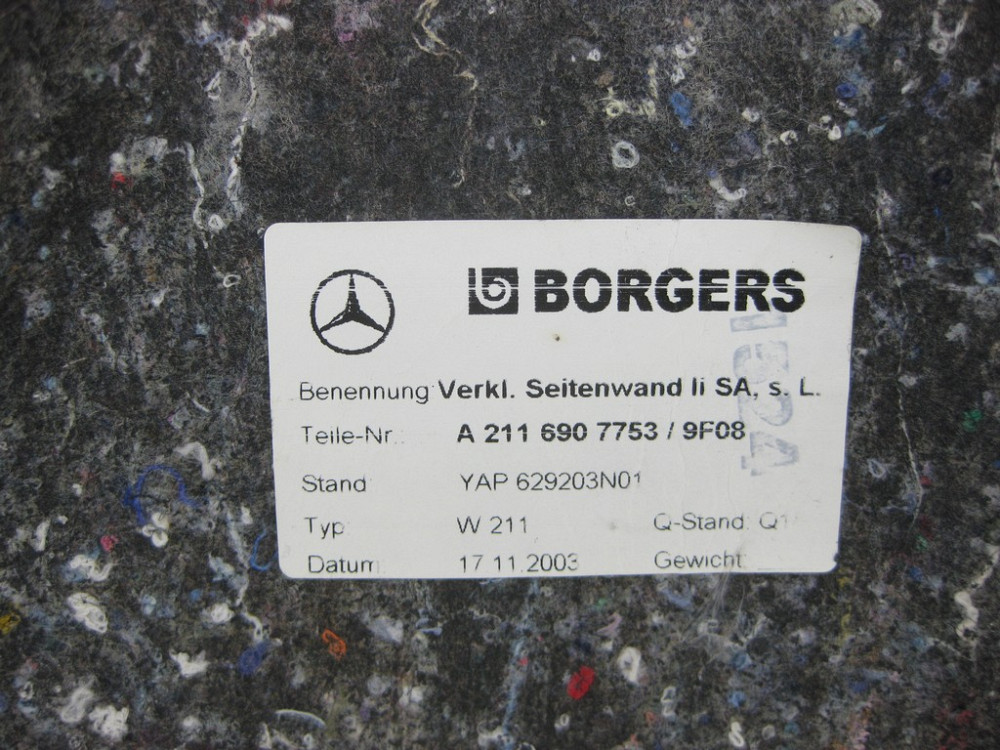 BORGERS
Benennung Verkl. Seitenwand li SA, s. L.
Teile-Nr.: A 211 690 7753 / 9F08
Stand YAP 629203N01
Typ W 211 Q-Stand: Q1
Datum 17.11.2003 Gewicht